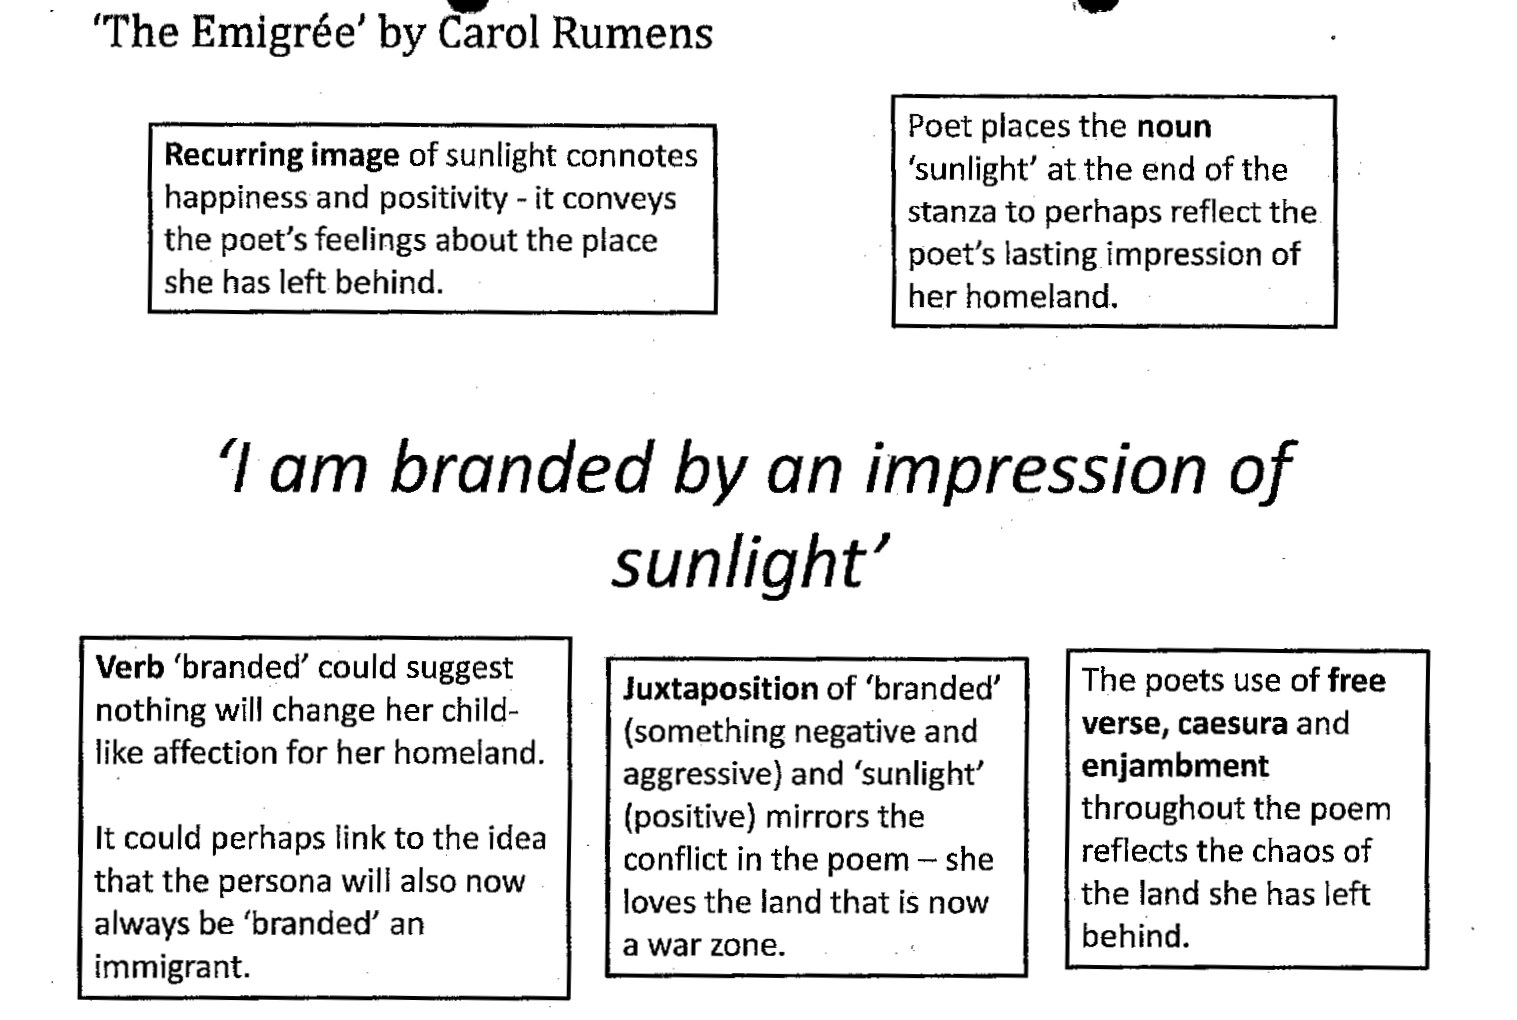 ‘The Emigrée’ by Carol Rumens
Recurring image of sunlight connotes
happiness and positivity - it conveys
the poet’s feelings about the place
she has left behind.
Poet places the noun
‘sunlight’ at the end of the
stanza to perhaps reflect the
poet’s lasting impression of
her homeland.
‘I am branded by an impression of
sunlight’
Verb ‘branded’ could suggest
nothing will change her child-
like affection for her homeland.
It could perhaps link to the idea
that the persona will also now
always be ‘branded’ an
immigrant.
Juxtaposition of ‘branded’
(something negative and
aggressive) and ‘sunlight’
(positive) mirrors the
conflict in the poem – she
loves the land that is now
a war zone.
The poets use of free
verse, caesura and
enjambment
throughout the poem
reflects the chaos of
the land she has left
behind.